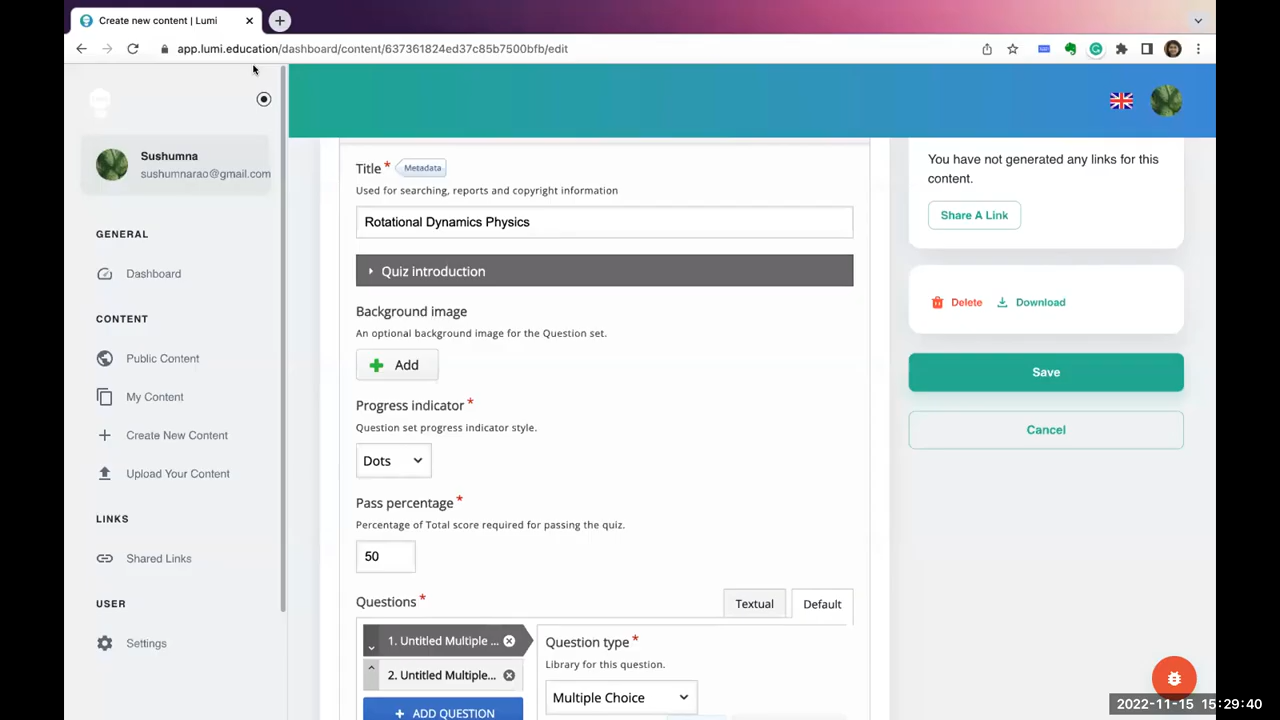 Create new content | Lumi
app.lumi.education/dashboard/content/637361824ed37c85b7500bfb/edit
Sushumna
sushumnarao@gmail.com
GENERAL
Dashboard
CONTENT
Public Content
My Content
Create New Content
Upload Your Content
LINKS
Shared Links
USER
Settings
Title* Metadata
Used for searching, reports and copyright information
Rotational Dynamics Physics
Quiz introduction
Background image
An optional background image for the Question set.
Add
Progress indicator*
Question set progress indicator style.
Dots
Pass percentage*
Percentage of Total score required for passing the quiz.
50
Questions*
Textual Default
1. Untitled Multiple ...
2. Untitled Multiple...
+ ADD QUESTION
Question type*
Library for this question.
Multiple Choice
You have not generated any links for this
content.
Share A Link
Delete Download
Save
Cancel
2022-11-15 15:29:40